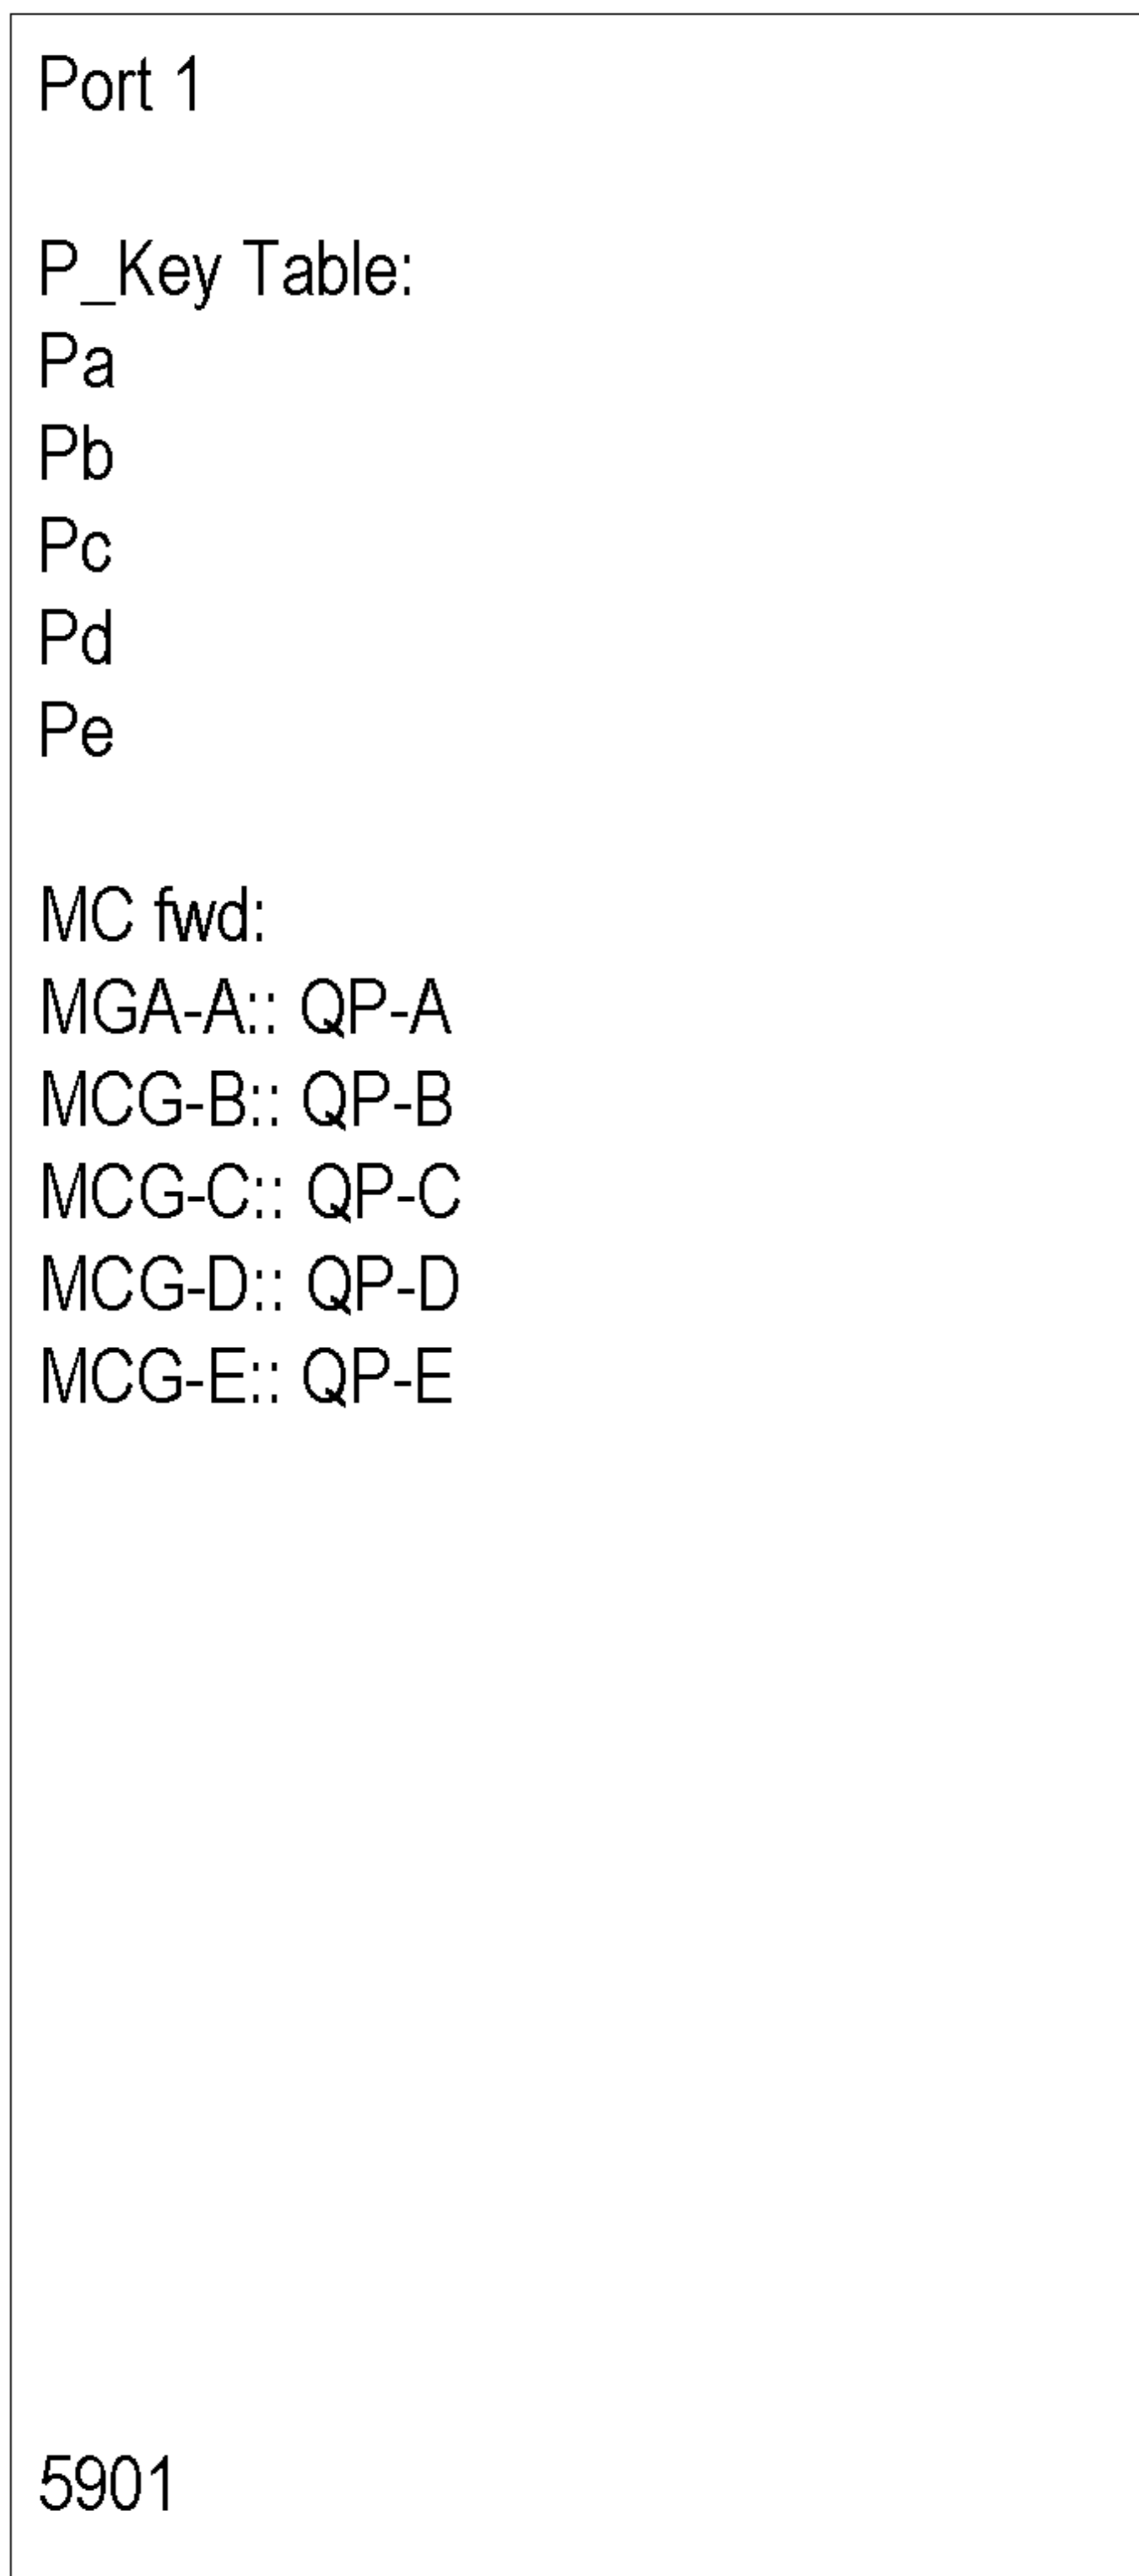 Port 1
P_Key Table:
Pa
Pb
Pc
Pd
Pe
MC fwd:
MGA-A:: QP-A
MCG-B:: QP-B
MCG-C:: QP-C
MCG-D:: QP-D
MCG-E:: QP-E
5901